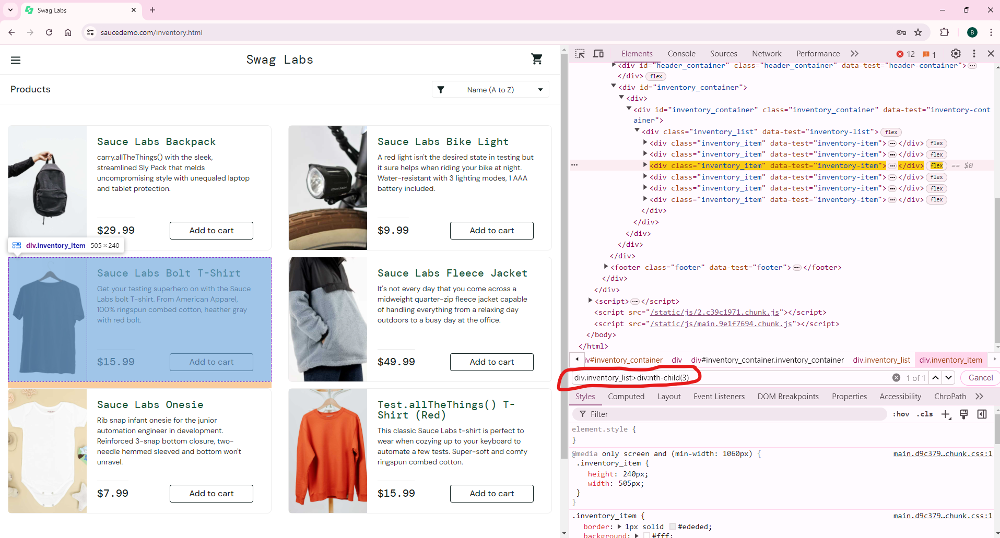 Swag Labs
saucedemo.com/inventory.html
B
Swag Labs
Products
Name (A to Z)
Sauce Labs Backpack
carry.allTheThings() with the sleek,
streamlined Sly Pack that melds
uncompromising style with unequaled laptop
and tablet protection.
$29.99
Add to cart
Sauce Labs Bike Light
A red light isn't the desired state in testing but
it sure helps when riding your bike at night.
Water-resistant with 3 lighting modes, 1 AAA
battery included.
$9.99
Add to cart
div.inventory_item 505 × 240
Sauce Labs Bolt T-Shirt
Get your testing superhero on with the Sauce
Labs bolt T-shirt. From American Apparel,
100% ringspun combed cotton, heather gray
with red bolt.
$15.99
Add to cart
Sauce Labs Fleece Jacket
It's not every day that you come across a
midweight quarter-zip fleece jacket capable
of handling everything from a relaxing day
outdoors to a busy day at the office.
$49.99
Add to cart
Sauce Labs Onesie
Rib snap infant onesie for the junior
automation engineer in development.
Reinforced 3-snap bottom closure, two-
needle hemmed sleeved and bottom won't
unravel.
$7.99
Add to cart
Test.allTheThings() T-
Shirt (Red)
This classic Sauce Labs t-shirt is perfect to
wear when cozying up to your keyboard to
automate a few tests. Super-soft and comfy
ringspun combed cotton.
$15.99
Add to cart
Elements Console Sources Network Performance 12 1
<div id="header_container" class="header_container" data-test="header-container">
</div> flex
<div id="inventory_container">
<div>
<div id="inventory_container" class="inventory_container" data-test="inventory-cont
ainer">
<div class="inventory_list" data-test="inventory-list"> flex
<div class="inventory_item" data-test="inventory-item"> … </div> flex
<div class="inventory_item" data-test="inventory-item"> … </div> flex
<div class="inventory_item" data-test="inventory-item"> … </div> flex == $0
<div class="inventory_item" data-test="inventory-item"> … </div> flex
<div class="inventory_item" data-test="inventory-item"> … </div> flex
<div class="inventory_item" data-test="inventory-item"> … </div> flex
</div>
</div>
</div>
</div>
</div>
<footer class="footer" data-test="footer"> … </footer>
</div>
</div>
<script> … </script>
<script src="/static/js/2.c39c1971.chunk.js"></script>
<script src="/static/js/main.9e1f7694.chunk.js"></script>
</body>
</html>
iv#inventory_container div div#inventory_container.inventory_container div.inventory_list div.inventory_item
div.inventory_list>div:nth-child(3) 1 of 1 Cancel
Styles Computed Layout Event Listeners DOM Breakpoints Properties Accessibility ChroPath
Filter :hov .cls
element.style {
}
@media only screen and (min-width: 1060px) { main.d9c379…chunk.css:1
.inventory_item {
height: 240px;
width: 505px;
}
}
.inventory_item { main.d9c379…chunk.css:1
border: 1px solid #ededed;
background: #fff;